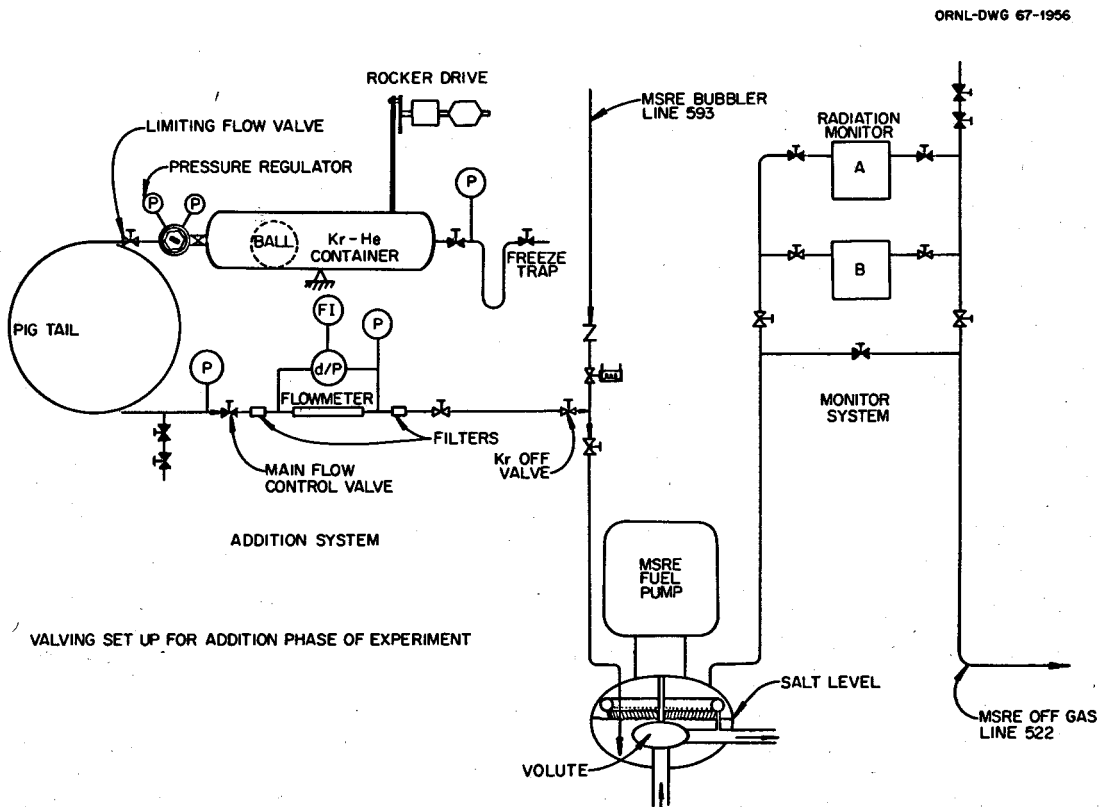 ORNL-DWG 67-1956
ROCKER DRIVE
MSRE BUBBLER
LINE 593
LIMITING FLOW VALVE
PRESSURE REGULATOR
P
P
P
RADIATION
MONITOR
A
BALL
Kr-He
CONTAINER
FREEZE
TRAP
B
FI
P
PIG TAIL
P
d/P
FLOWMETER
FILTERS
MAIN FLOW
CONTROL VALVE
Kr OFF
VALVE
MONITOR
SYSTEM
ADDITION SYSTEM
MSRE
FUEL
PUMP
VALVING SET UP FOR ADDITION PHASE OF EXPERIMENT
SALT LEVEL
MSRE OFF GAS
LINE 522
VOLUTE